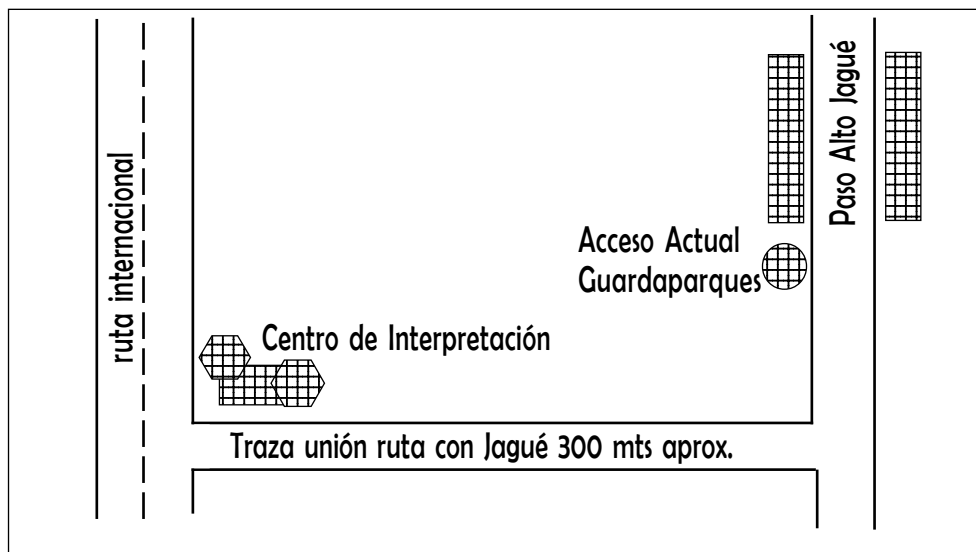 ruta internacional
Paso Alto Jagué
Acceso Actual
Guardaparques
Centro de Interpretación
Traza unión ruta con Jagué 300 mts aprox.